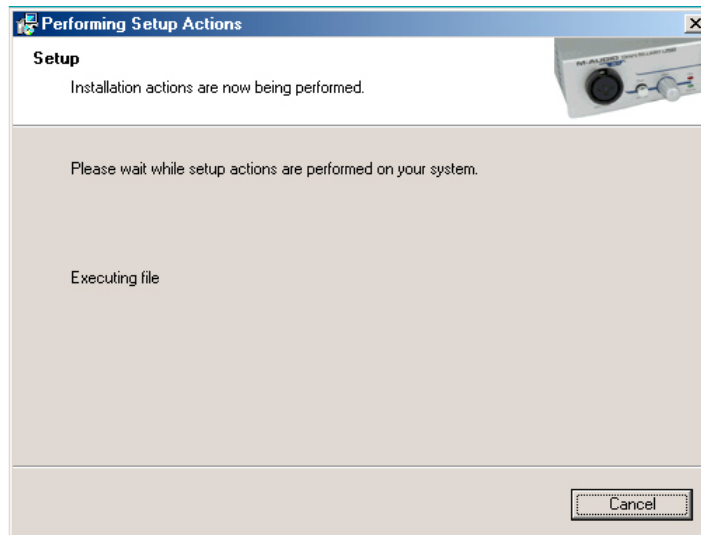 Performing Setup Actions
Setup
Installation actions are now being performed.
M-AUDIO
Please wait while setup actions are performed on your system.
Executing file
Cancel